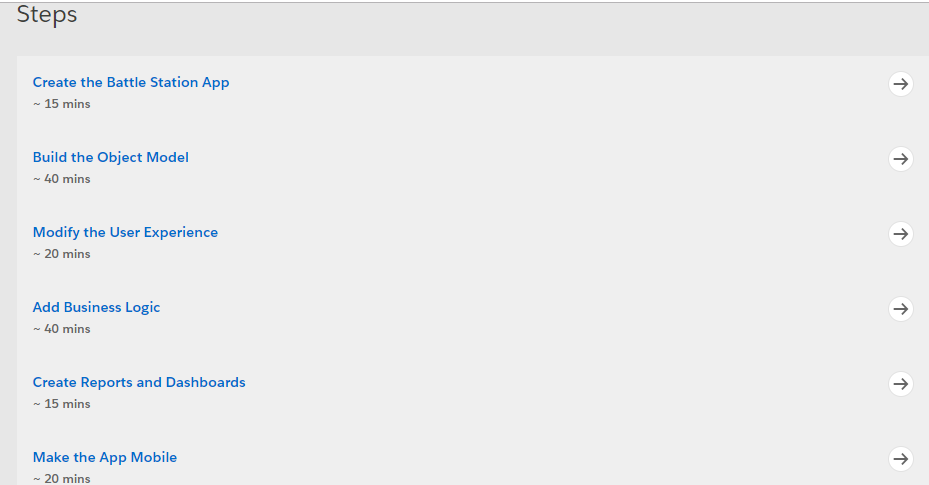 Steps
Create the Battle Station App
~ 15 mins
Build the Object Model
~ 40 mins
Modify the User Experience
~ 20 mins
Add Business Logic
~ 40 mins
Create Reports and Dashboards
~ 15 mins
Make the App Mobile
~ 20 mins